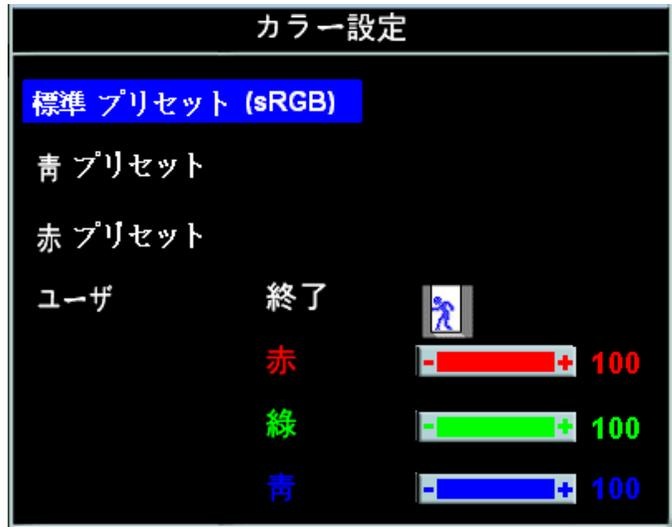 カラー設定
標準 プリセット (sRGB)
青 プリセット
赤 プリセット
ユーザ 終了
赤 - + 100
緑 - + 100
青 - + 100